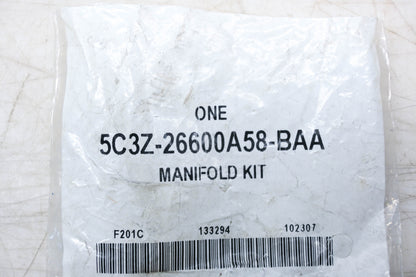 ONE
5C3Z-26600A58-BAA
MANIFOLD KIT
F201C 133294 102307